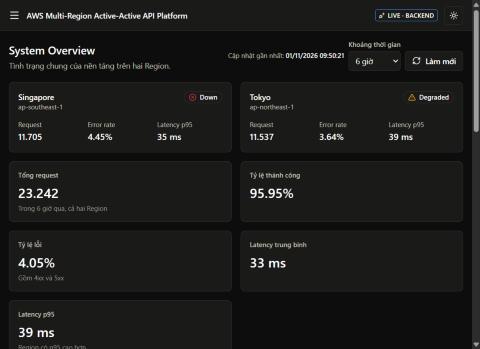 AWS Multi-Region Active-Active API Platform
LIVE · BACKEND
System Overview
Tình trạng chung của nền tảng trên hai Region.
Cập nhật gần nhất: 01/11/2026 09:50:21
Khoảng thời gian
6 giờ
Làm mới
Singapore
ap-southeast-1
Down
Request
Error rate
Latency p95
11.705
4.45%
35 ms
Tokyo
ap-northeast-1
Degraded
Request
Error rate
Latency p95
11.537
3.64%
39 ms
Tổng request
23.242
Trong 6 giờ qua, cả hai Region
Tỷ lệ thành công
95.95%
Tỷ lệ lỗi
4.05%
Gồm 4xx và 5xx
Latency trung bình
33 ms
Latency p95
39 ms
Region có p95 cao hơn